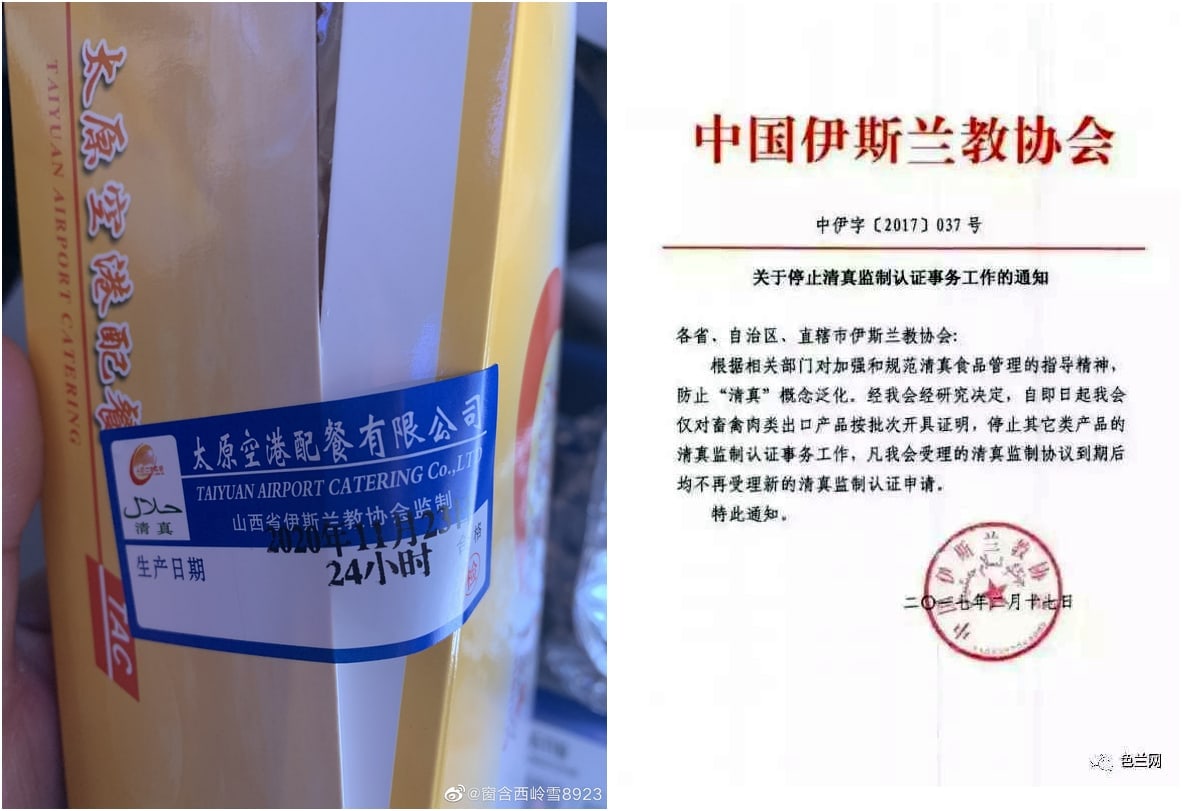 太原空港配餐
TAIYUAN AIRPORT CATERING
TAC
太原空港配餐有限公司
TAIYUAN AIRPORT CATERING Co.,LTD
山西省伊斯兰教协会监制
حلال
清真
生产日期
2020年11月23
24小时
@窗含西岭雪8923
中国伊斯兰教协会
中伊字〔2017〕037 号
关于停止清真监制认证事务工作的通知
各省、自治区、直辖市伊斯兰教协会:
根据相关部门对加强和规范清真食品管理的指导精神，
防止“清真”概念泛化。经我会经研究决定，自即日起我会
仅对畜禽肉类出口产品按批次开具证明，停止其它类产品的
清真监制认证事务工作，凡我会受理的清真监制协议到期后
均不再受理新的清真监制认证申请。
特此通知。
中国伊斯兰教协
二〇一七年二月十七日
色兰网